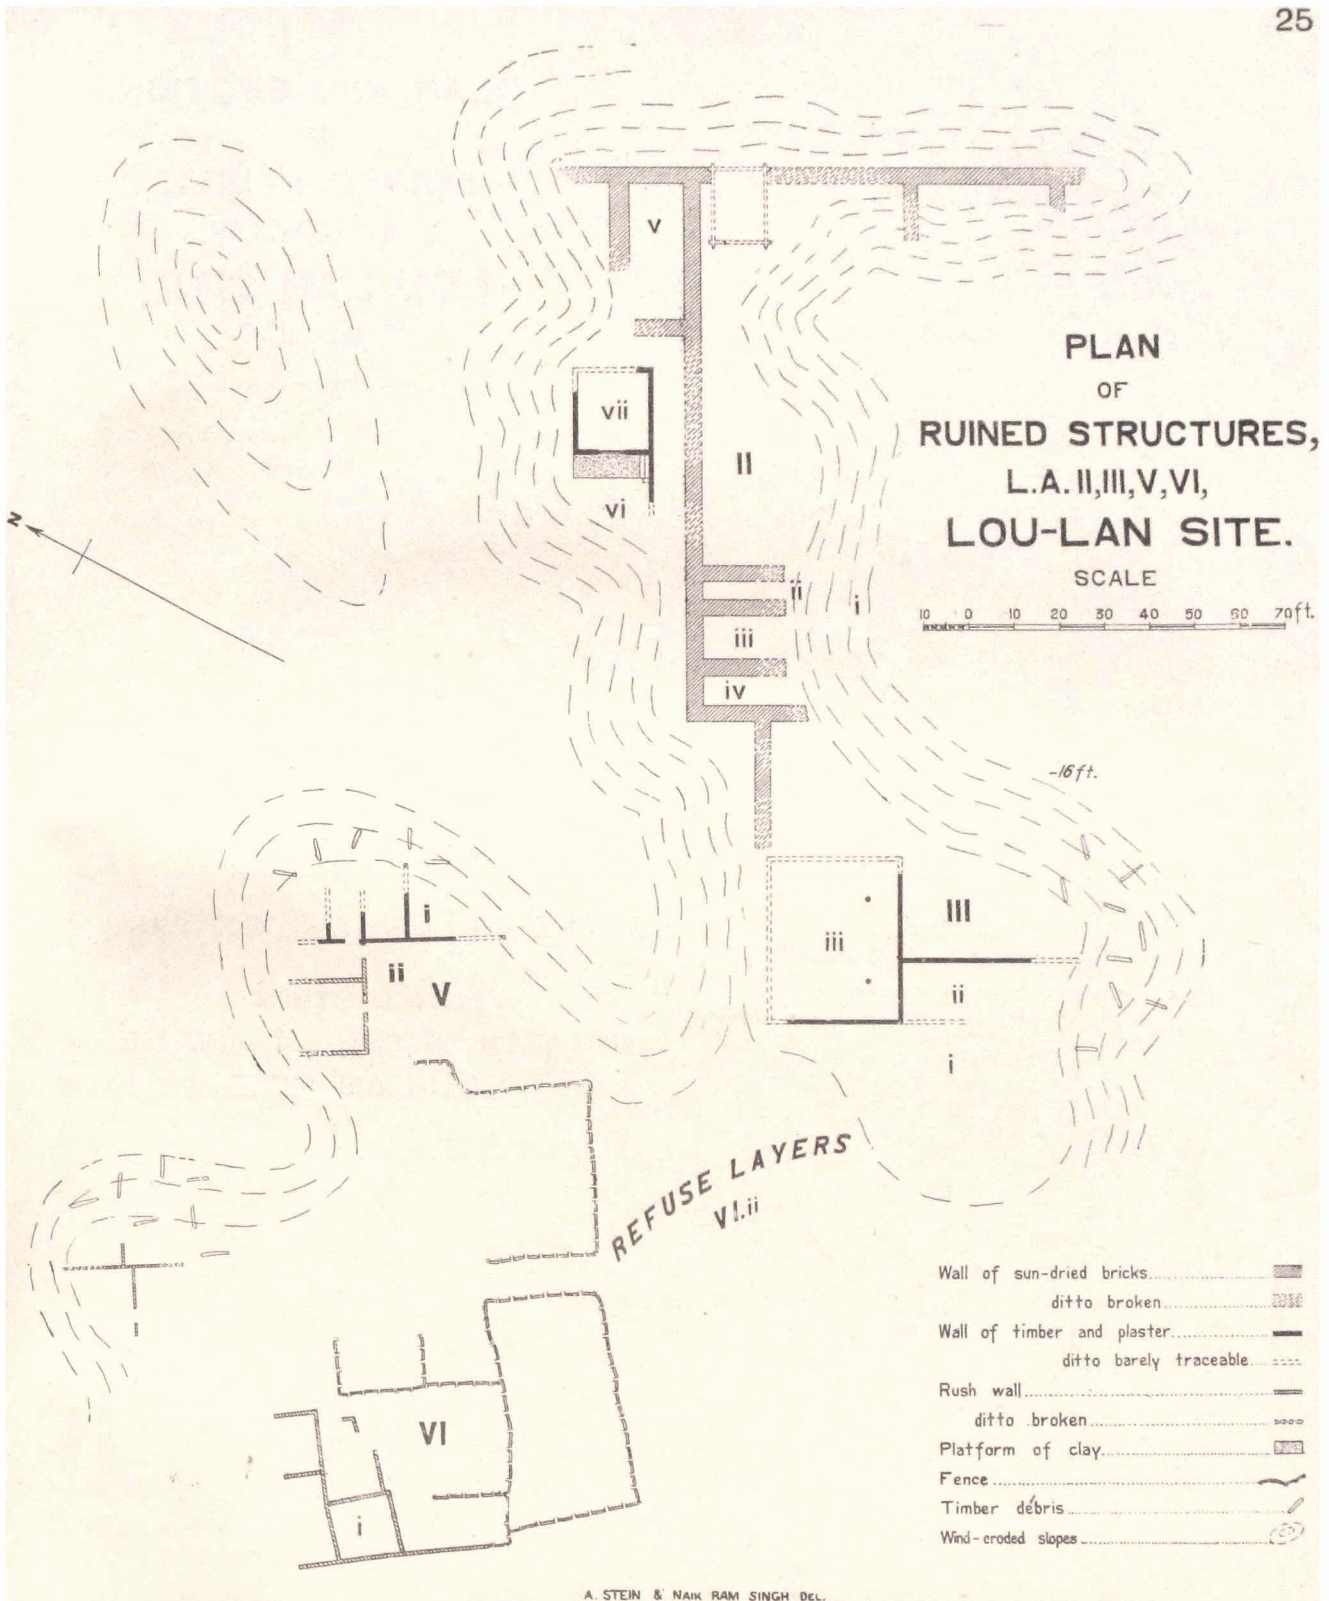 25
PLAN
OF
RUINED STRUCTURES,
L.A. II,III,V,VI,
LOU-LAN SITE.
SCALE
10 0 10 20 30 40 50 60 70ft.
N
v
vii
vi
II
ii
i
iii
iv
-16ft.
i
ii
V
iii
III
ii
i
REFUSE LAYERS
VI.ii
VI
i
Wall of sun-dried bricks
ditto broken
Wall of timber and plaster
ditto barely traceable
Rush wall
ditto broken
Platform of clay
Fence
Timber débris
Wind-eroded slopes
A. STEIN & NAIK RAM SINGH DEL.